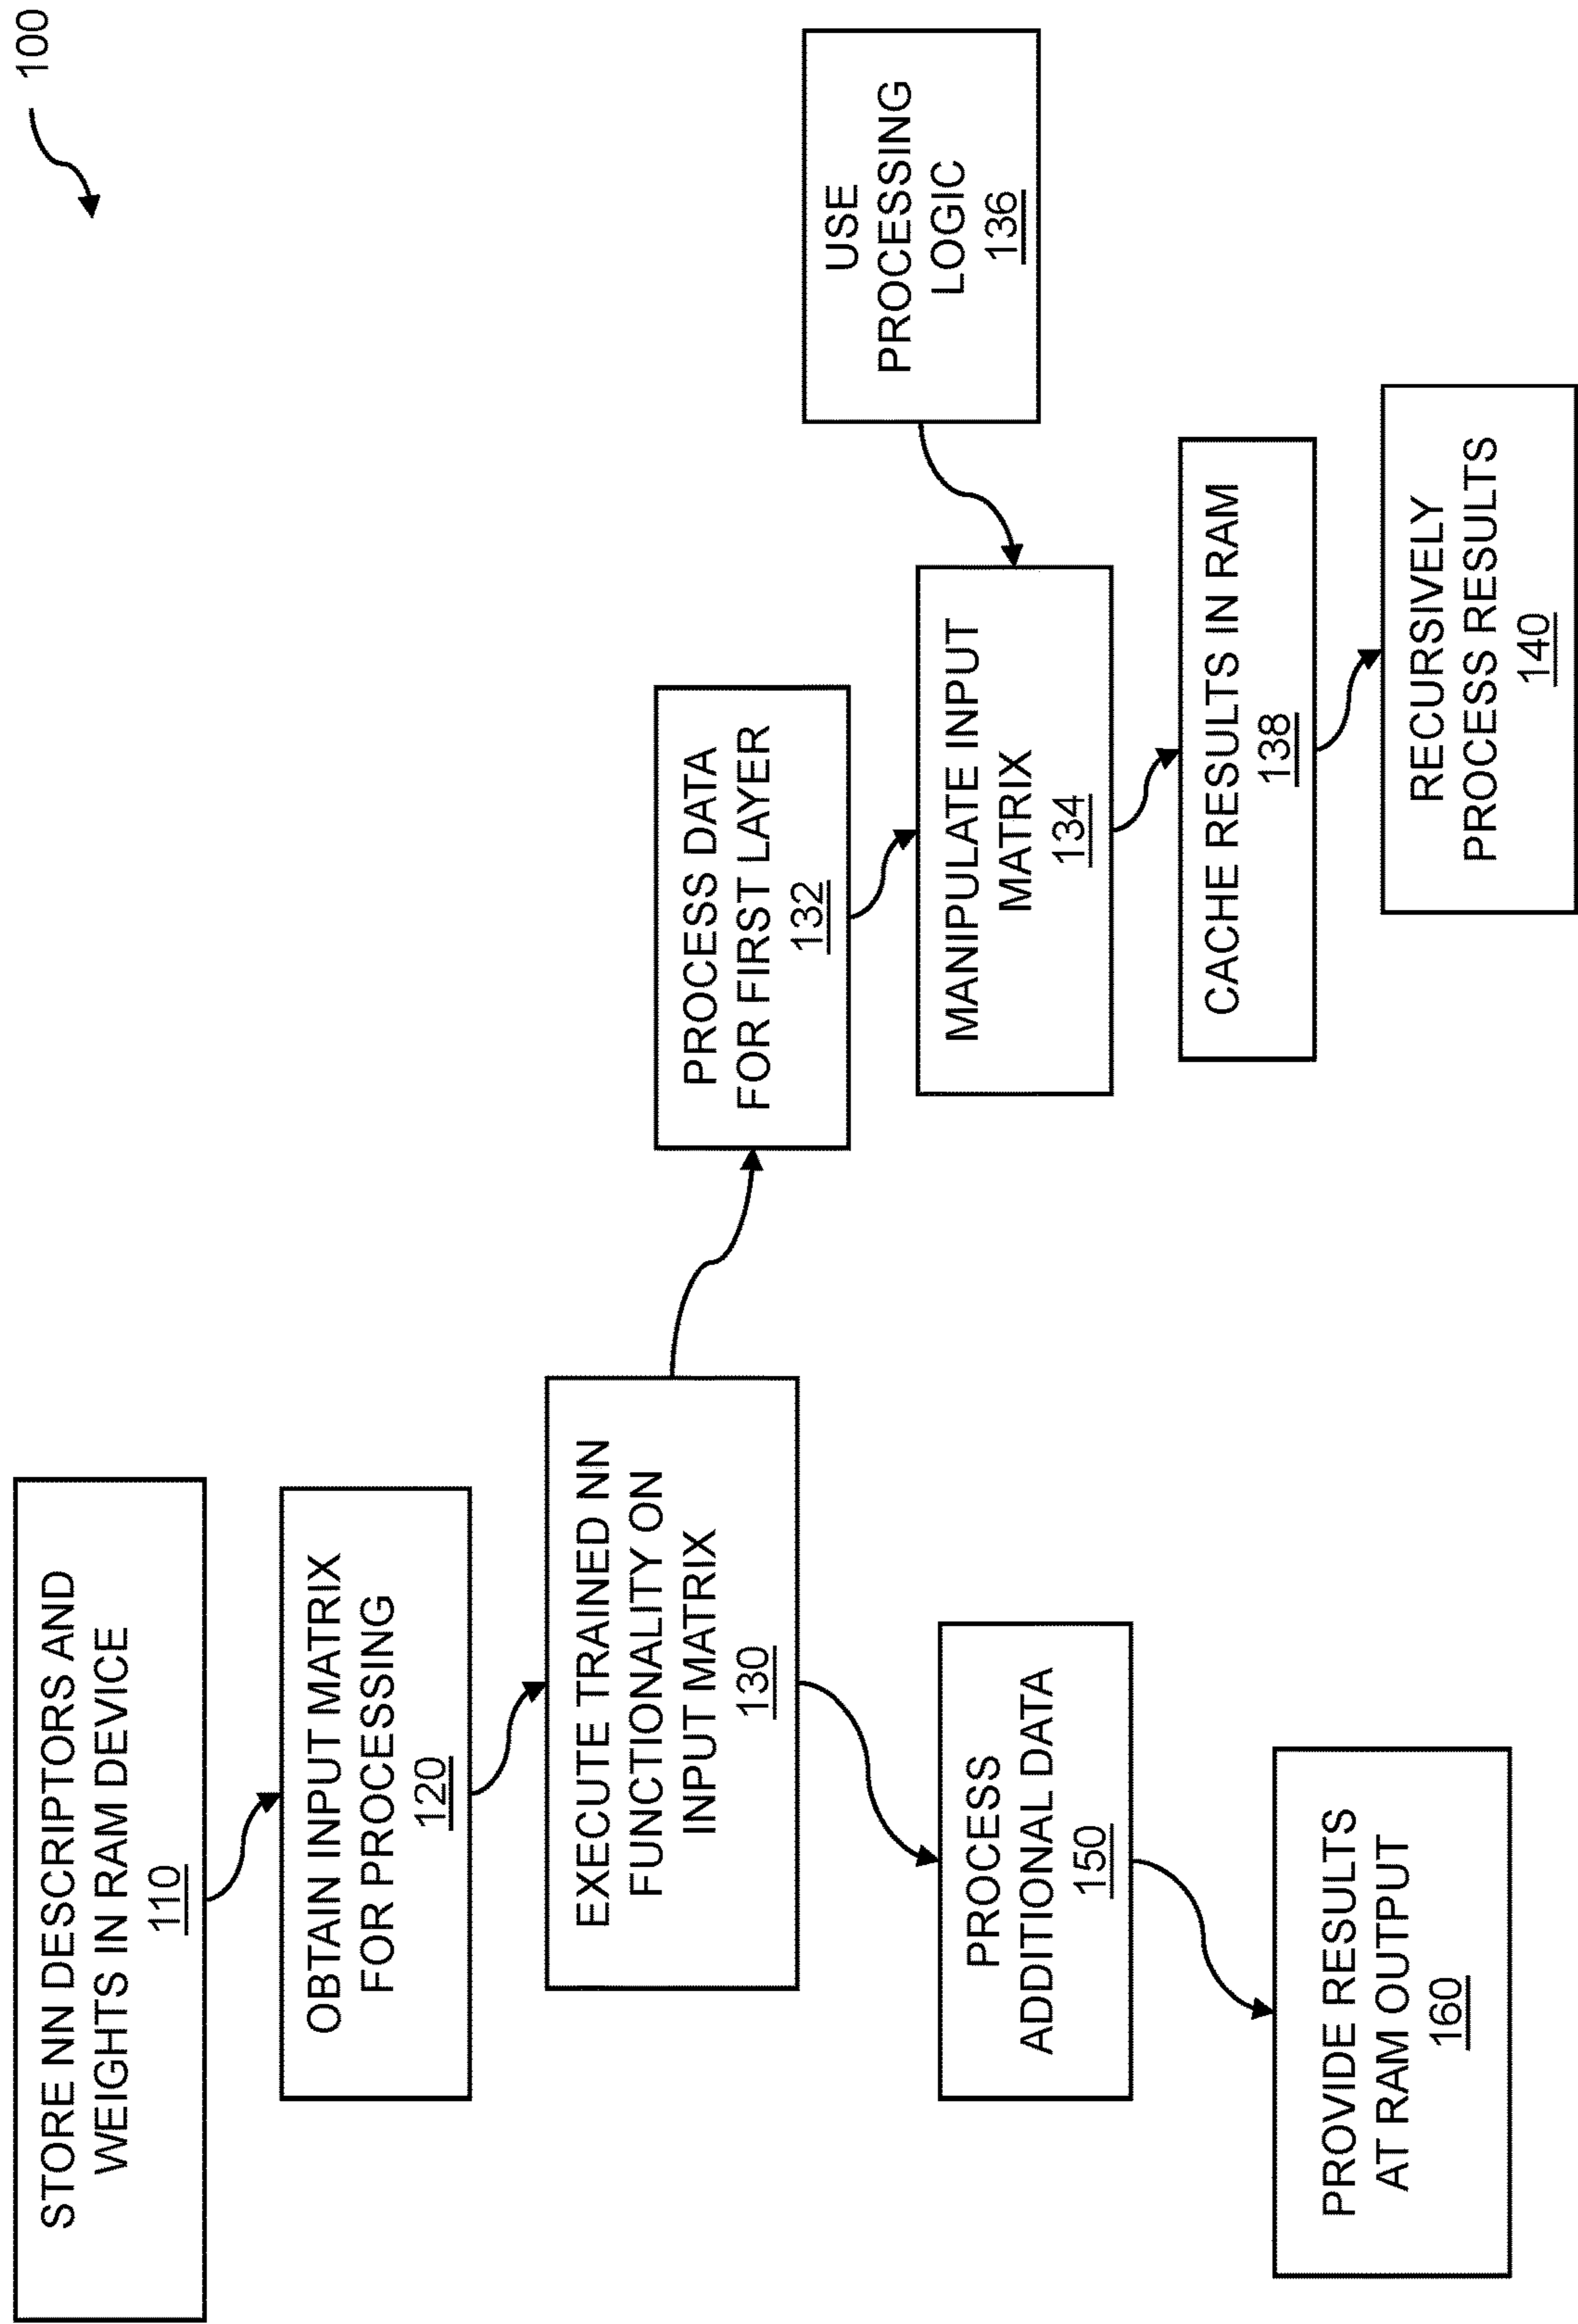 100
STORE NN DESCRIPTORS AND
WEIGHTS IN RAM DEVICE
110
OBTAIN INPUT MATRIX
FOR PROCESSING
120
EXECUTE TRAINED NN
FUNCTIONALITY ON
INPUT MATRIX
130
PROCESS DATA
FOR FIRST LAYER
132
MANIPULATE INPUT
MATRIX
134
USE
PROCESSING
LOGIC
136
CACHE RESULTS IN RAM
138
RECURSIVELY
PROCESS RESULTS
140
PROCESS
ADDITIONAL DATA
150
PROVIDE RESULTS
AT RAM OUTPUT
160